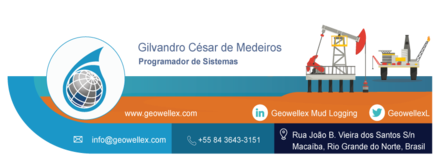 Gilvandro César de Medeiros
Programador de Sistemas
www.geowellex.com
Geowellex Mud Logging
GeowellexL
info@geowellex.com
+55 84 3643-3151
Rua João B. Vieira dos Santos S/n
Macaíba, Rio Grande do Norte, Brasil